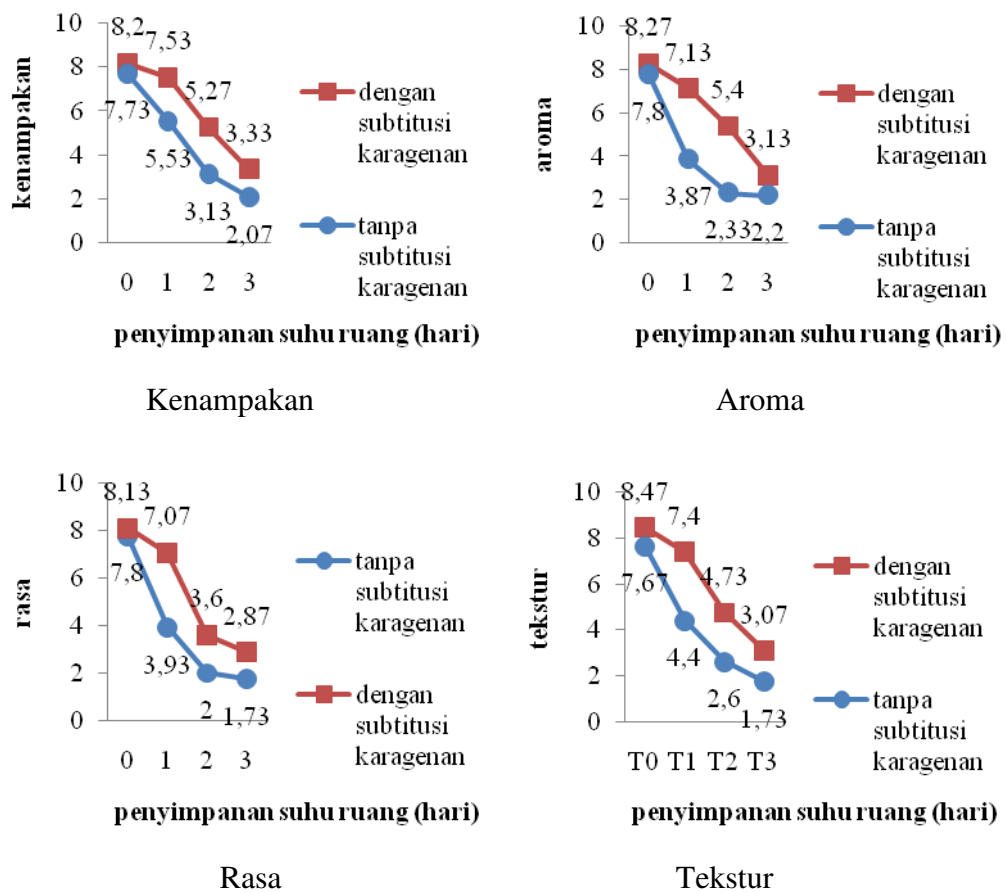 10
8
6
4
2
0
kenampakan
8,2
7,53
5,27
3,33
7,73
5,53
3,13
2,07
0 1 2 3
penyimpanan suhu ruang (hari)
dengan
subtitusi
karagenan
tanpa
subtitusi
karagenan
Kenampakan
10
8
6
4
2
0
aroma
8,27
7,13
5,4
3,13
7,8
3,87
2,33
2,2
0 1 2 3
penyimpanan suhu ruang (hari)
dengan
subtitusi
karagenan
tanpa
subtitusi
karagenan
Aroma
10
8
6
4
2
0
rasa
8,13
7,07
3,6
2,87
7,8
3,93
2
1,73
0 1 2 3
penyimpanan suhu ruang (hari)
tanpa
subtitusi
karagenan
dengan
subtitusi
karagenan
Rasa
10
8
6
4
2
0
tekstur
8,47
7,4
4,73
3,07
7,67
4,4
2,6
1,73
T0 T1 T2 T3
penyimpanan suhu ruang (hari)
dengan
subtitusi
karagenan
tanpa
subtitusi
karagenan
Tekstur